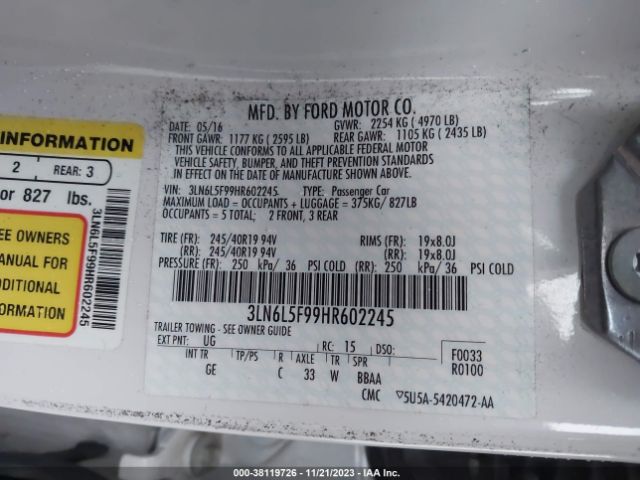 MFD. BY FORD MOTOR CO.
DATE: 05/16 GVWR: 2254 KG ( 4970 LB)
FRONT GAWR: 1177 KG ( 2595 LB) REAR GAWR: 1105 KG ( 2435 LB)
THIS VEHICLE CONFORMS TO ALL APPLICABLE FEDERAL MOTOR
VEHICLE SAFETY, BUMPER, AND THEFT PREVENTION STANDARDS
IN EFFECT ON THE DATE OF MANUFACTURE SHOWN ABOVE.
VIN: 3LN6L5F99HR602245 TYPE: Passenger Car
MAXIMUM LOAD = OCCUPANTS + LUGGAGE = 375KG/ 827LB
OCCUPANTS = 5 TOTAL; 2 FRONT, 3 REAR
TIRE (FR): 245/40R19 94V RIMS (FR): 19x8.0J
(RR): 245/40R19 94V (RR): 19x8.0J
PRESSURE (FR): 250 kPa/ 36 PSI COLD (RR): 250 kPa/ 36 PSI COLD
3LN6L5F99HR602245
TRAILER TOWING - SEE OWNER GUIDE
EXT PNT: UG RC: 15 DSO: F0033
INT TR TP/PS R AXLE TR SPR R0100
GE C 33 W BBAA
CMC 5U5A-5420472-AA
INFORMATION
2 REAR: 3
or 827 lbs.
EE OWNERS
MANUAL FOR
ADDITIONAL
INFORMATION
3LN6L5F99HR602245
000-38119726 - 11/21/2023 - IAA Inc.